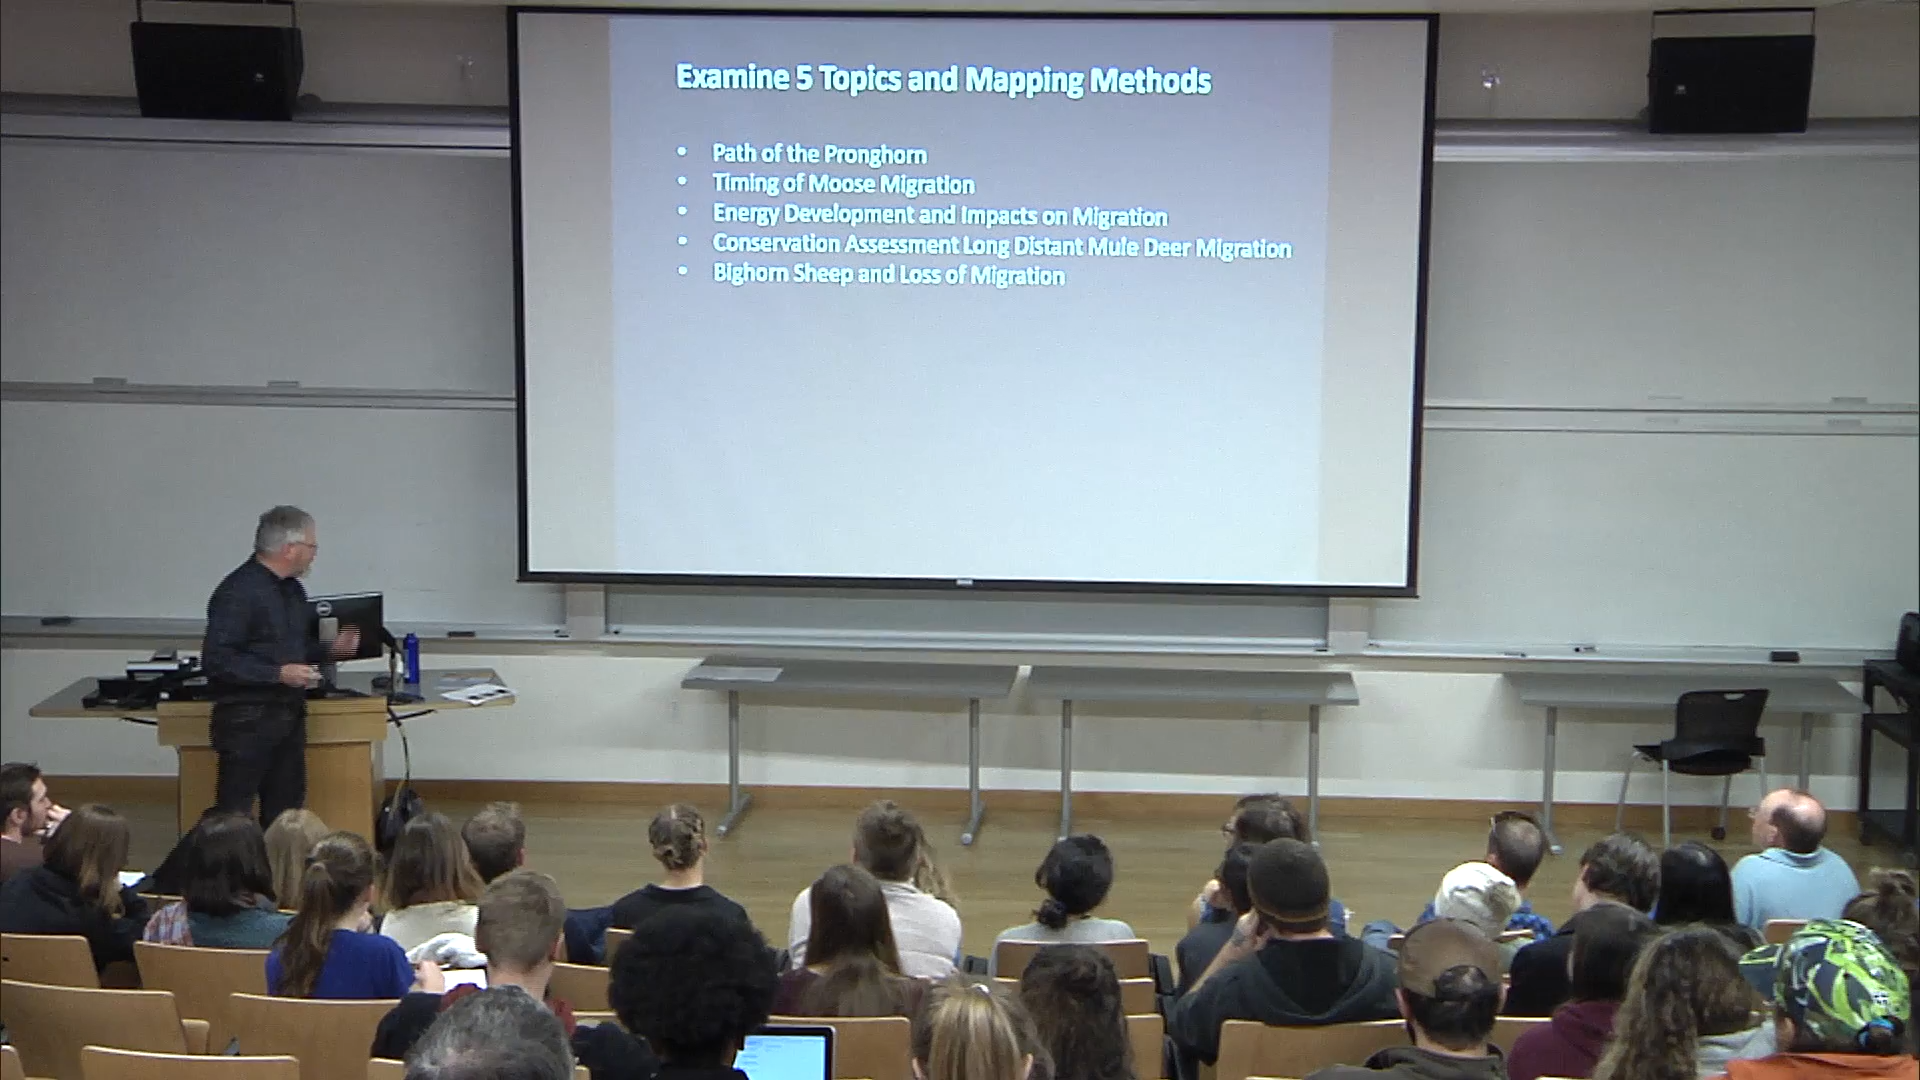 Examine 5 Topics and Mapping Methods
• Path of the Pronghorn
• Timing of Moose Migration
• Energy Development and Impacts on Migration
• Conservation Assessment Long Distant Mule Deer Migration
• Bighorn Sheep and Loss of Migration